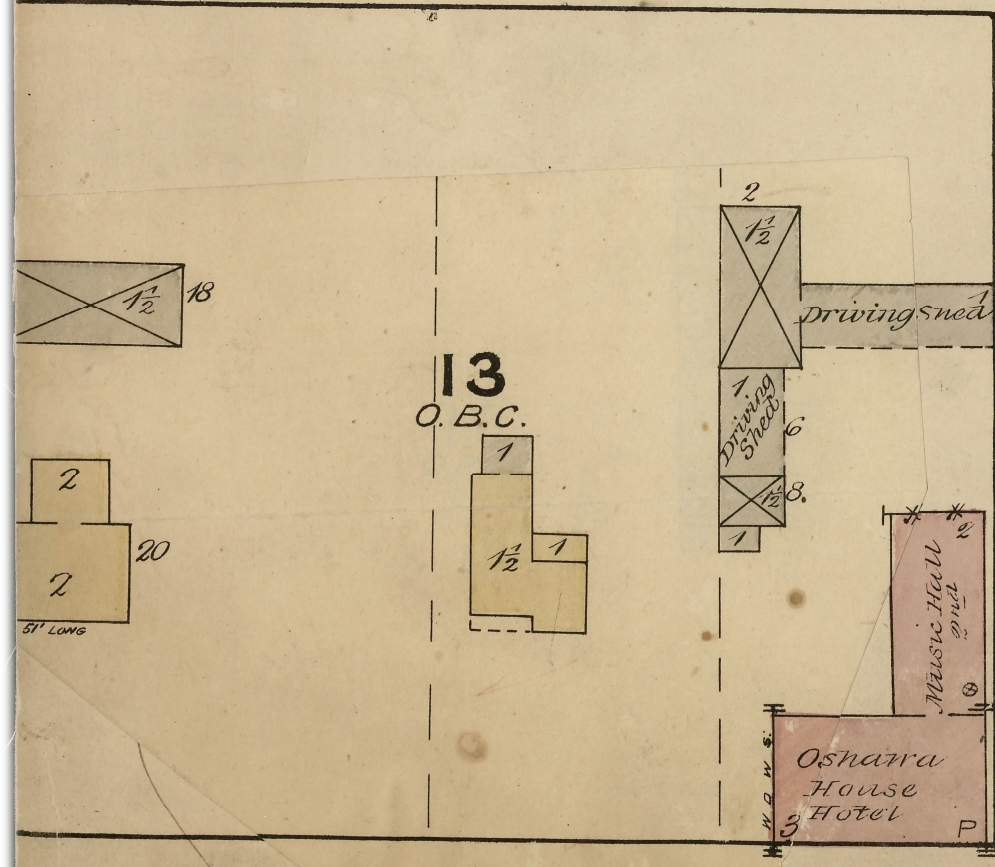 2
1½
1½
18
1
Driving Shed
13
O.B.C.
1
Driving
Shed
6
1
2
1½
8.
2
1
20
1½
1
2
51' LONG
Music Hall
2nd
W D W S.
Oshawa
House
Hotel
3
P